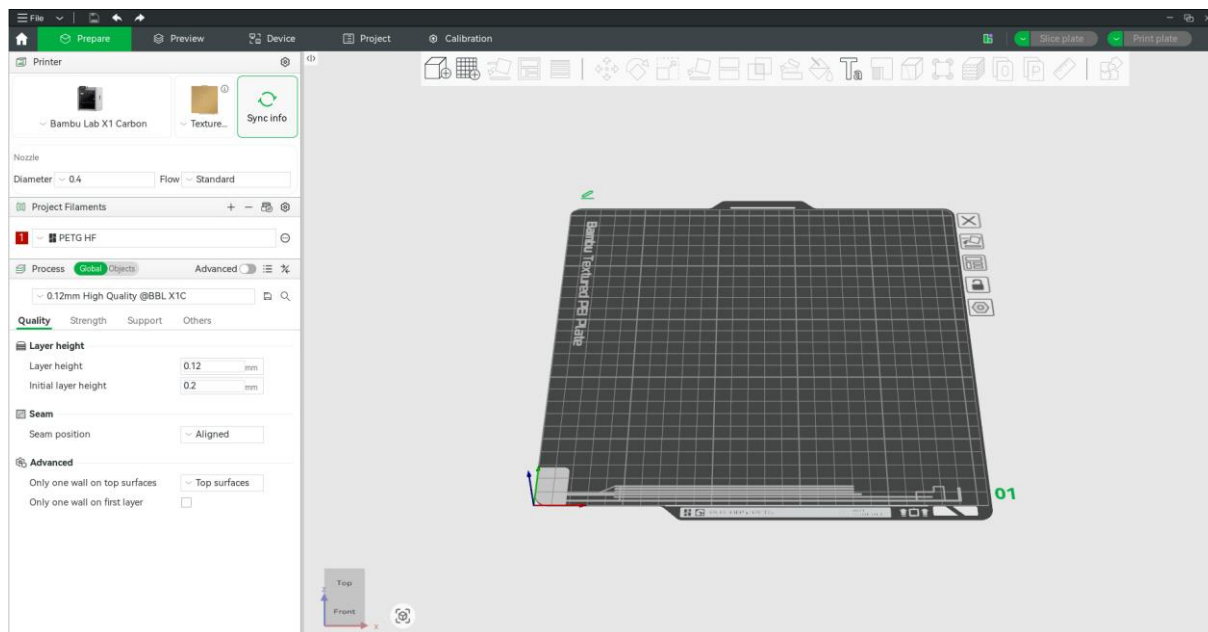 File
Prepare
Preview
Device
Project
Calibration
Slice plate
Print plate
Printer
Bambu Lab X1 Carbon
Texture...
Sync info
Nozzle
Diameter 0.4 Flow Standard
Project Filaments
1 PETG HF
Process Global Objects Advanced
0.12mm High Quality @BBL X1C
Quality Strength Support Others
Layer height
Layer height 0.12 mm
Initial layer height 0.2 mm
Seam
Seam position Aligned
Advanced
Only one wall on top surfaces Top surfaces
Only one wall on first layer
Bambu Textured PEI Plate
01
Top
Front
z
x